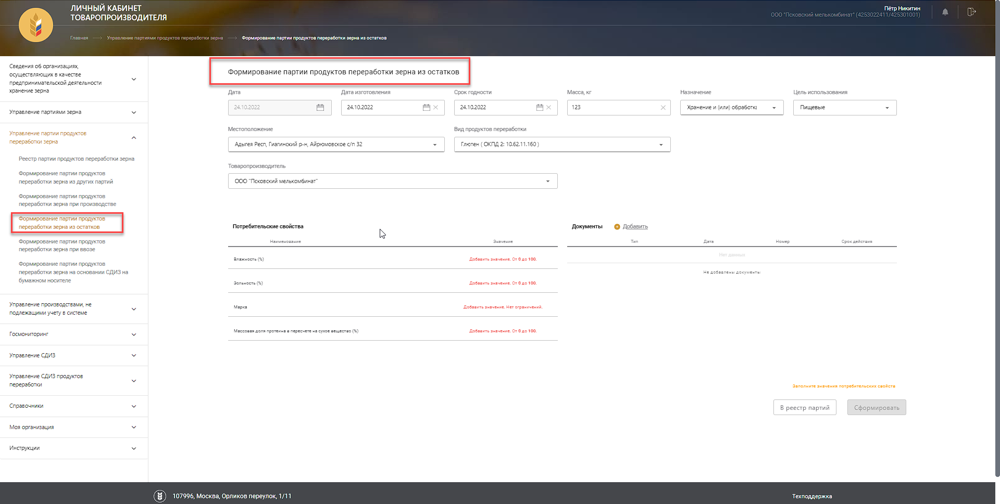 ЛИЧНЫЙ КАБИНЕТ
ТОВАРОПРОИЗВОДИТЕЛЯ
Пётр Никитин
ООО "Псковский мелькомбинат" (4253022411/425301001)
Главная
Управление партиями продуктов переработки зерна
Формирование партии продуктов переработки зерна из остатков
Сведения об организациях,
осуществляющих в качестве
предпринимательской деятельности
хранение зерна
Управление партиями зерна
Управление партии продуктов
переработки зерна
Реестр партии продуктов переработки зерна
Формирование партии продуктов
переработки зерна из других партий
Формирование партии продуктов
переработки зерна при производстве
Формирование партии продуктов
переработки зерна из остатков
Формирование партии продуктов
переработки зерна при ввозе
Формирование партии продуктов
переработки зерна на основании СДИЗ на
бумажном носителе
Управление производствами, не
подлежащими учету в системе
Госмониторинг
Управление СДИЗ
Управление СДИЗ продуктов
переработки
Справочники
Моя организация
Инструкции
Формирование партии продуктов переработки зерна из остатков
Дата
Дата изготовления
Срок годности
Масса, кг
Назначение
Цель использования
24.10.2022
24.10.2022
24.10.2022
123
Хранение и (или) обработка
Пищевые
Местоположение
Вид продуктов переработки
Адыгея Респ, Гиагинский р-н, Айрюмовское с/п 32
Глютен ( ОКПД 2: 10.62.11.160 )
Товаропроизводитель
ООО "Псковский мелькомбинат"
Потребительские свойства
Наименование
Значение
Влажность (%)
Добавить значение. От 0 до 100.
Зольность (%)
Добавить значение. От 0 до 100.
Марка
Добавить значение. Нет ограничений.
Массовая доля протеина в пересчете на сухое вещество (%)
Добавить значение. От 0 до 100.
Документы
Добавить
Тип
Дата
Номер
Срок действия
Нет данных
Не добавлены документы
Заполните значения потребительских свойств
В реестр партий
Сформировать
107996, Москва, Орликов переулок, 1/11
Техподдержка